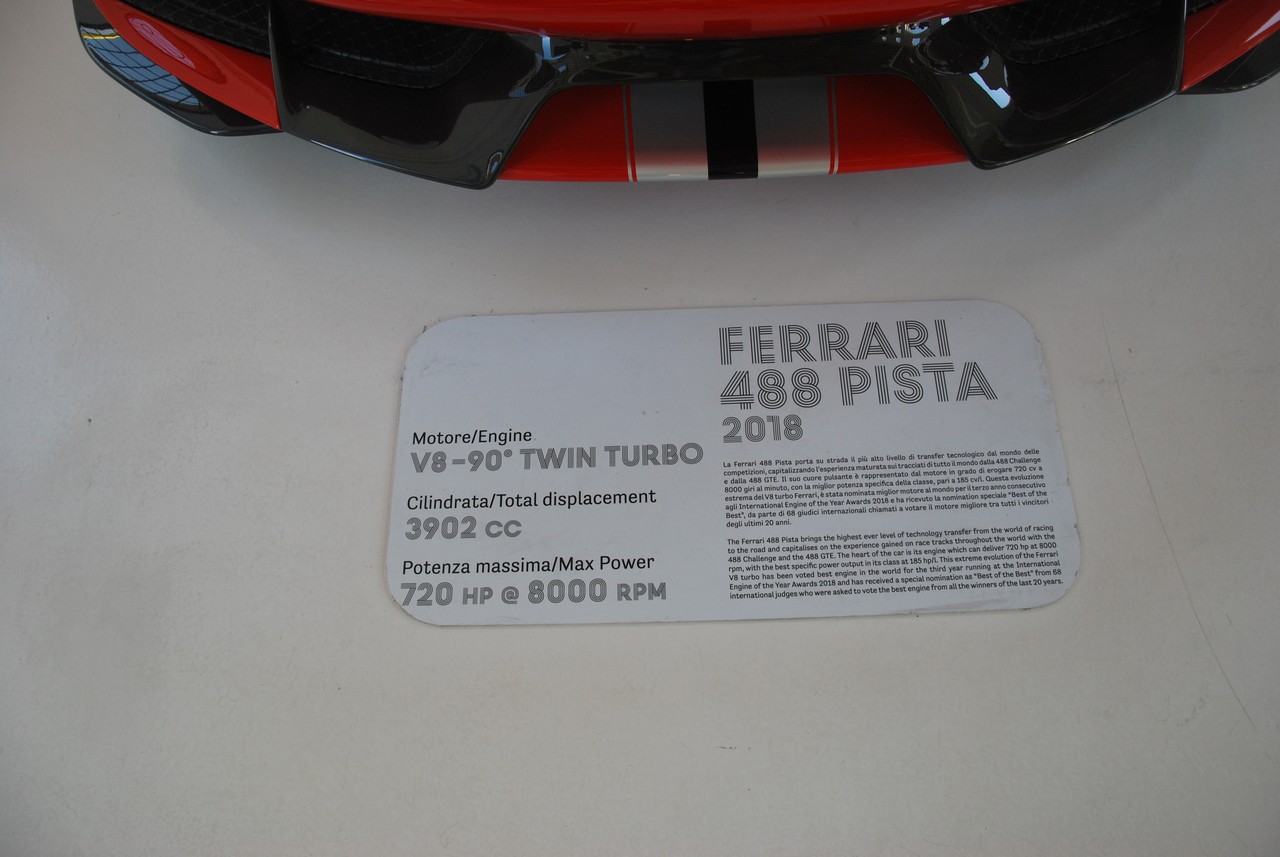 FERRARI
488 PISTA
2018
Motore/Engine
V8-90° TWIN TURBO
Cilindrata/Total displacement
3902 CC
Potenza massima/Max Power
720 HP @ 8000 RPM
La Ferrari 488 Pista porta su strada il più alto livello di transfer tecnologico dal mondo delle
competizioni, capitalizzando l'esperienza maturata sui tracciati di tutto il mondo dalla 488 Challenge
e dalla 488 GTE. Il suo cuore pulsante è rappresentato dal motore in grado di erogare 720 cv a
8000 giri al minuto, con la miglior potenza specifica della classe, pari a 185 cv/l. Questa evoluzione
estrema del V8 turbo Ferrari, è stata nominata miglior motore al mondo per il terzo anno consecutivo
agli International Engine of the Year Awards 2018 e ha ricevuto la nomination speciale "Best of the
Best", da parte di 68 giudici internazionali chiamati a votare il motore migliore tra tutti i vincitori
degli ultimi 20 anni.
The Ferrari 488 Pista brings the highest ever level of technology transfer from the world of racing
to the road and capitalises on the experience gained on race tracks throughout the world with the
488 Challenge and the 488 GTE. The heart of the car is its engine which can deliver 720 hp at 8000
rpm, with the best specific power output in its class at 185 hp/l. This extreme evolution of the Ferrari
V8 turbo has been voted best engine in the world for the third year running at the International
Engine of the Year Awards 2018 and has received a special nomination as "Best of the Best" from 68
international judges who were asked to vote the best engine from all the winners of the last 20 years.